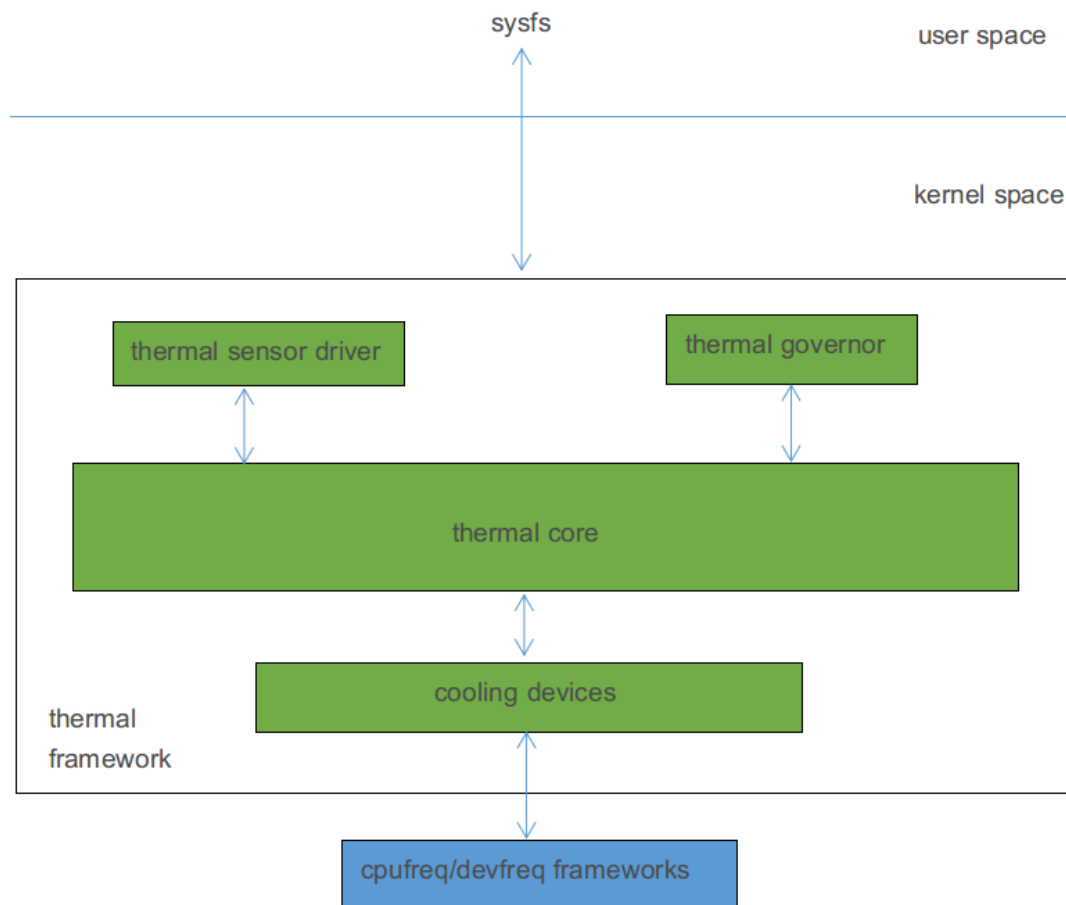 sysfs
user space
kernel space
thermal sensor driver
thermal governor
thermal core
cooling devices
thermal
framework
cpufreq/devfreq frameworks